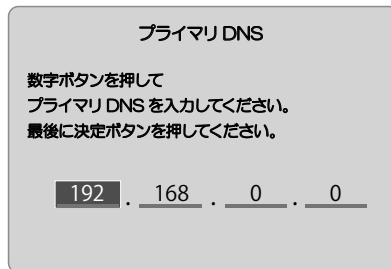 プライマリ DNS
数字ボタンを押して
プライマリ DNS を入力してください。
最後に決定ボタンを押してください。
192 . 168 . 0 . 0